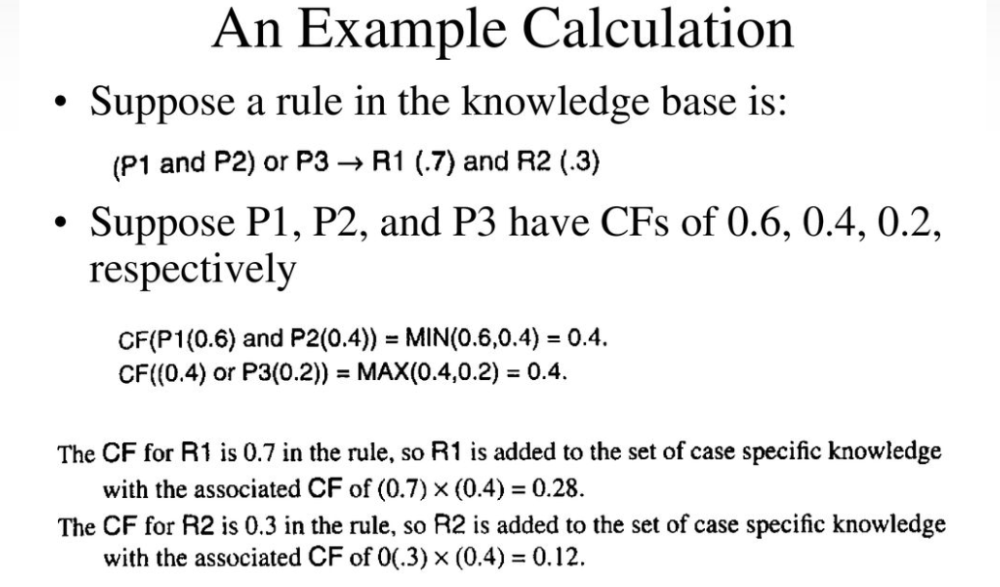 An Example Calculation
• Suppose a rule in the knowledge base is:
(P1 and P2) or P3 → R1 (.7) and R2 (.3)
• Suppose P1, P2, and P3 have CFs of 0.6, 0.4, 0.2,
respectively
CF(P1(0.6) and P2(0.4)) = MIN(0.6,0.4) = 0.4.
CF((0.4) or P3(0.2)) = MAX(0.4,0.2) = 0.4.
The CF for R1 is 0.7 in the rule, so R1 is added to the set of case specific knowledge
with the associated CF of (0.7) × (0.4) = 0.28.
The CF for R2 is 0.3 in the rule, so R2 is added to the set of case specific knowledge
with the associated CF of 0(.3) × (0.4) = 0.12.